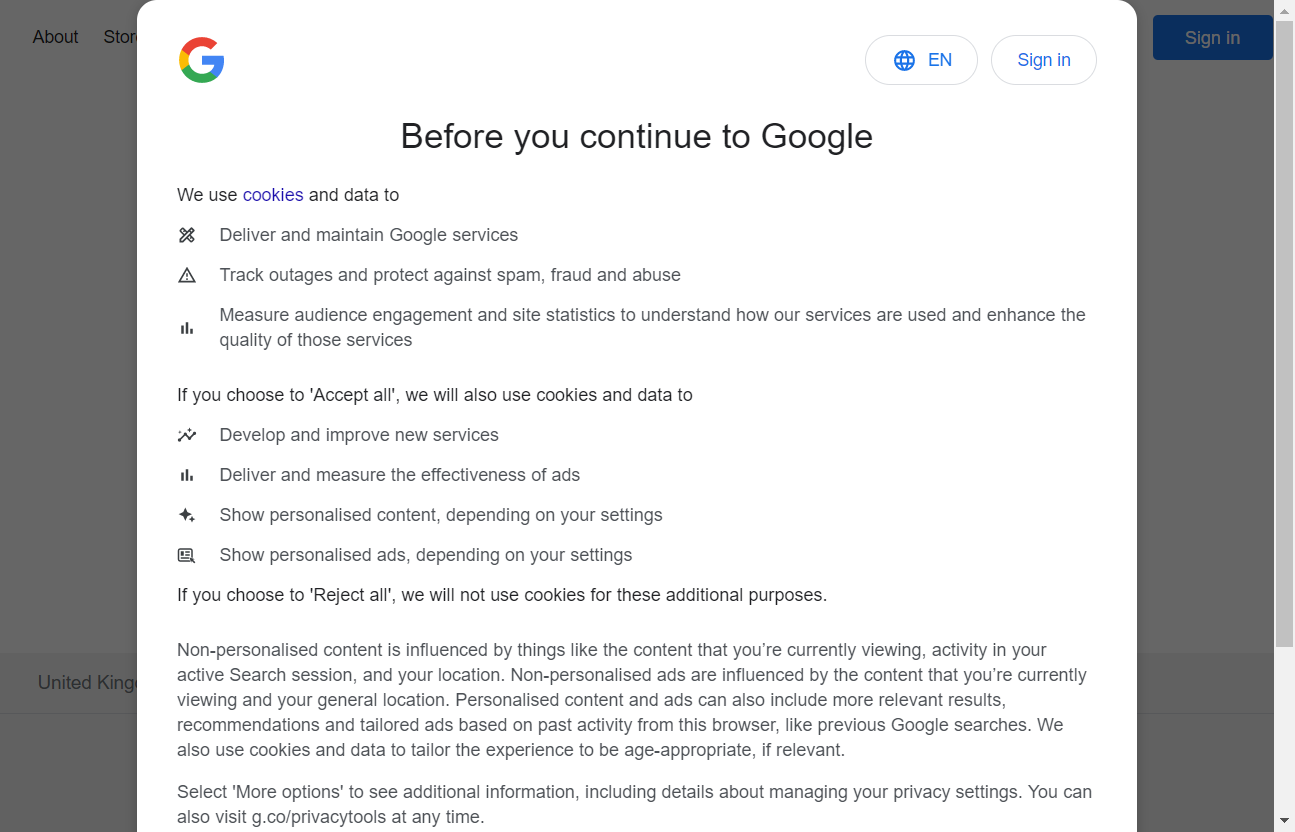 About Store
Sign in
EN
Sign in
Before you continue to Google
We use cookies and data to
Deliver and maintain Google services
Track outages and protect against spam, fraud and abuse
Measure audience engagement and site statistics to understand how our services are used and enhance the
quality of those services
If you choose to 'Accept all', we will also use cookies and data to
Develop and improve new services
Deliver and measure the effectiveness of ads
Show personalised content, depending on your settings
Show personalised ads, depending on your settings
If you choose to 'Reject all', we will not use cookies for these additional purposes.
Non-personalised content is influenced by things like the content that you’re currently viewing, activity in your
active Search session, and your location. Non-personalised ads are influenced by the content that you’re currently
viewing and your general location. Personalised content and ads can also include more relevant results,
recommendations and tailored ads based on past activity from this browser, like previous Google searches. We
also use cookies and data to tailor the experience to be age-appropriate, if relevant.
United
Select 'More options' to see additional information, including details about managing your privacy settings. You can
also visit g.co/privacytools at any time.